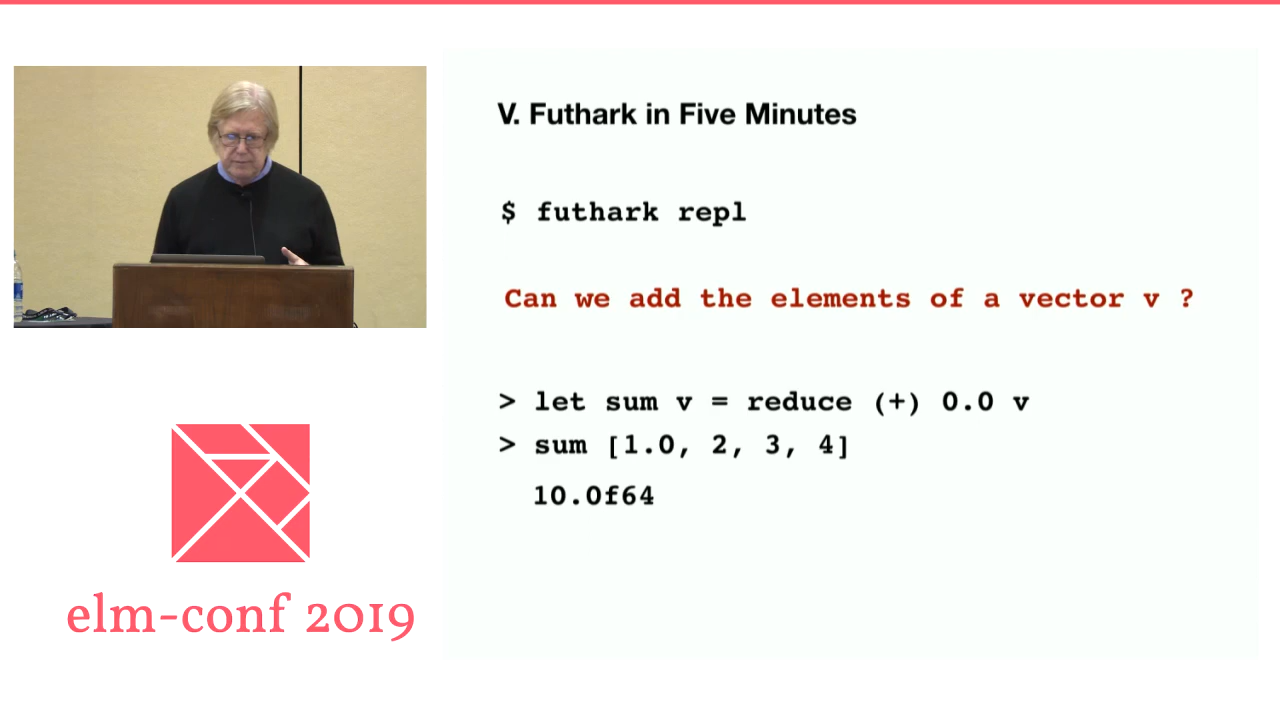 V. Futhark in Five Minutes
$ futhark repl
Can we add the elements of a vector v ?
> let sum v = reduce (+) 0.0 v
> sum [1.0, 2, 3, 4]
10.0f64
elm-conf 2019